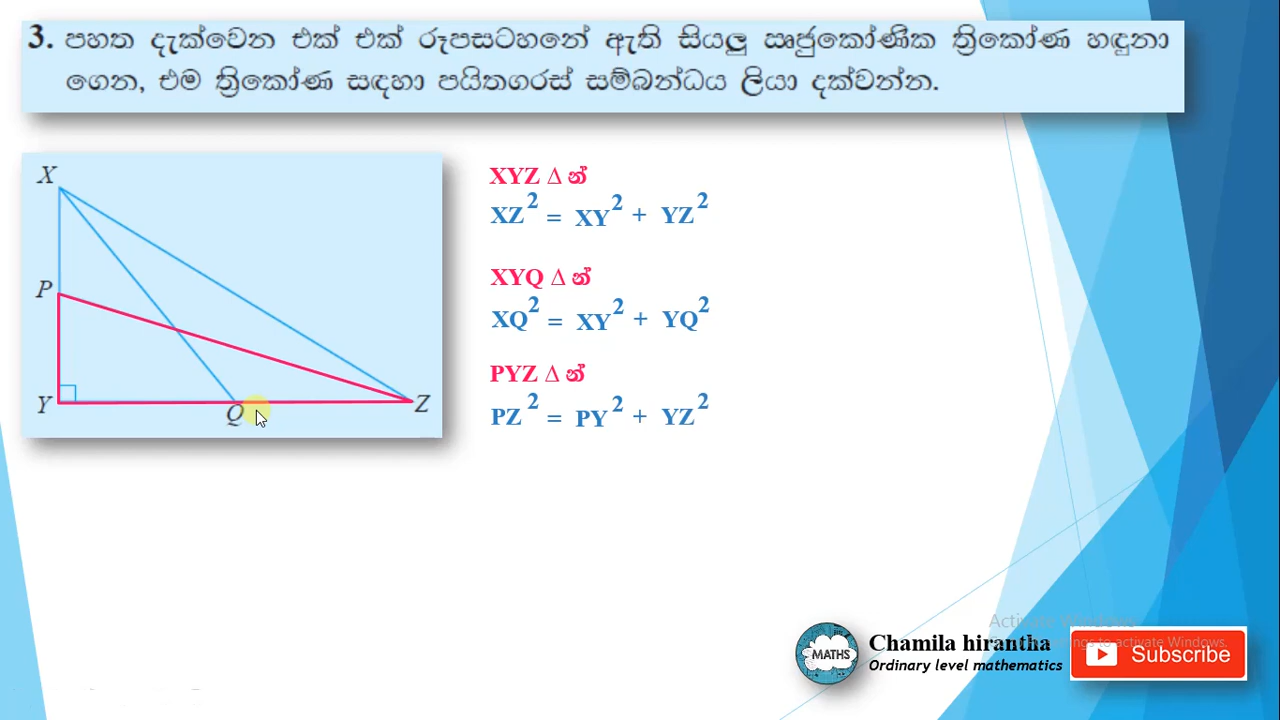 3. පහත දැක්වෙන එක් එක් රූපසටහනේ ඇති සියලු ඍජුකෝණික ත්‍රිකෝණ හඳුනා
ගෙන, එම ත්‍රිකෝණ සඳහා පයිතගරස් සම්බන්ධය ලියා දක්වන්න.
X
P
Y
Q
Z
XYZ Δ න්
XZ² = XY² + YZ²
XYQ Δ න්
XQ² = XY² + YQ²
PYZ Δ න්
PZ² = PY² + YZ²
MATHS
Chamila hirantha
Ordinary level mathematics
Activate Windows
to activate Windows.
Subscribe